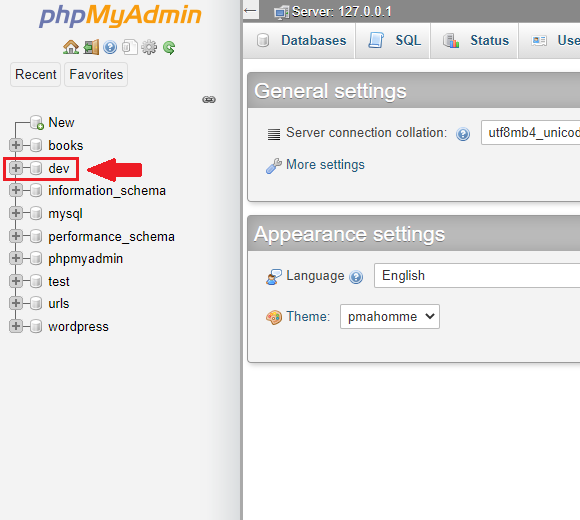 phpMyAdmin
Recent
Favorites
New
books
dev
information_schema
mysql
performance_schema
phpmyadmin
test
urls
wordpress
Server: 127.0.0.1
Databases
SQL
Status
Use
General settings
Server connection collation:
utf8mb4_unicod
More settings
Appearance settings
Language
English
Theme:
pmahomme